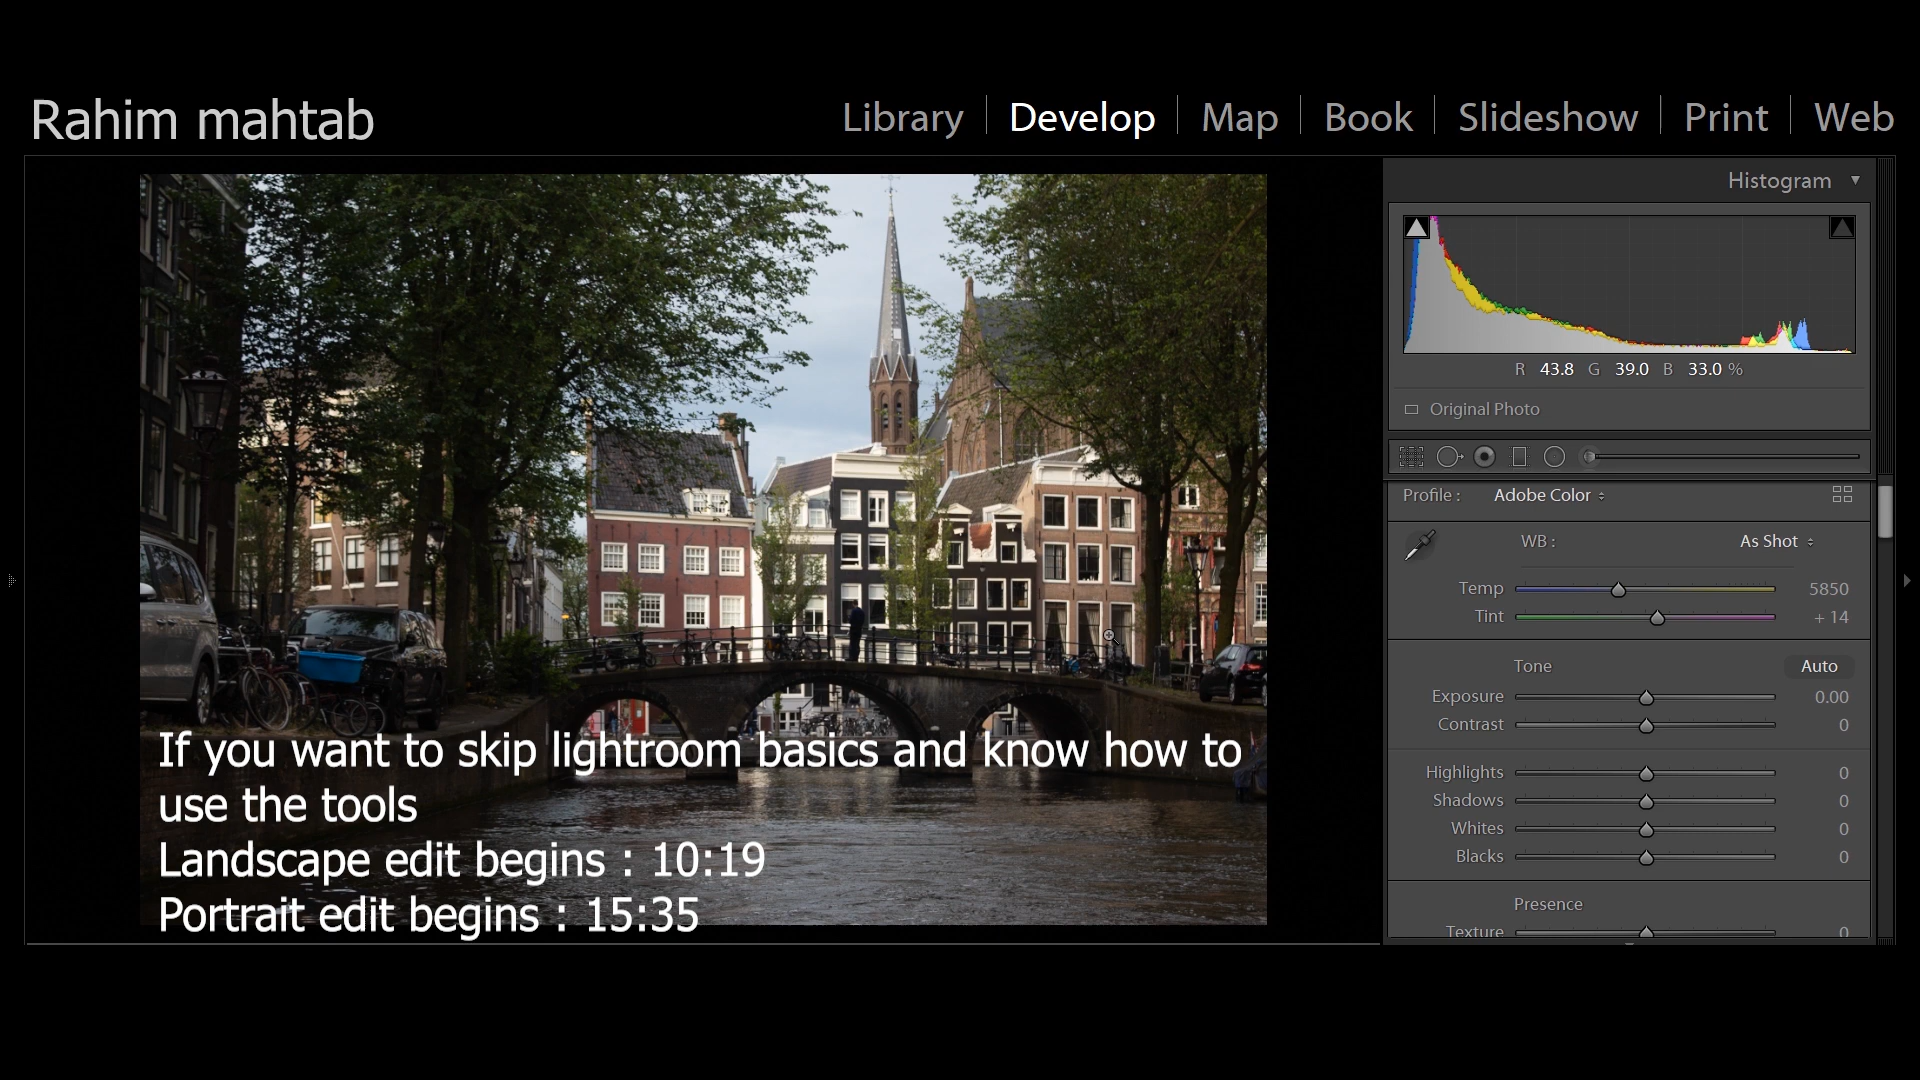 Rahim mahtab
Library Develop Map Book Slideshow Print Web
Histogram
R 43.8 G 39.0 B 33.0 %
Original Photo
Profile : Adobe Color
WB : As Shot
Temp 5850
Tint + 14
Tone Auto
Exposure 0.00
Contrast 0
Highlights 0
Shadows 0
Whites 0
Blacks 0
Presence
Texture 0
If you want to skip lightroom basics and know how to
use the tools
Landscape edit begins : 10:19
Portrait edit begins : 15:35